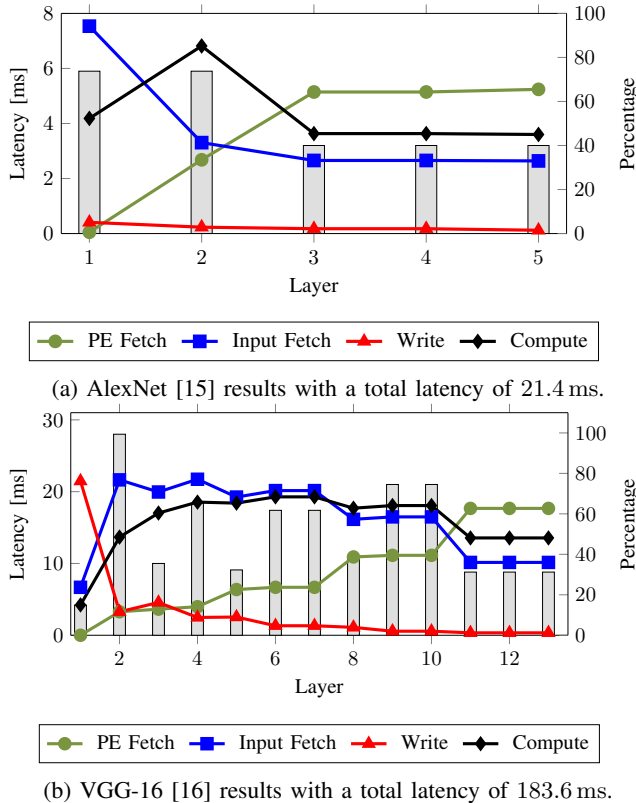 8
6
4
2
0
Latency [ms]
100
80
60
40
20
0
Percentage
1 2 3 4 5
Layer
PE Fetch Input Fetch Write Compute
(a) AlexNet [15] results with a total latency of 21.4 ms.
30
20
10
0
Latency [ms]
100
80
60
40
20
0
Percentage
2 4 6 8 10 12
Layer
PE Fetch Input Fetch Write Compute
(b) VGG-16 [16] results with a total latency of 183.6 ms.